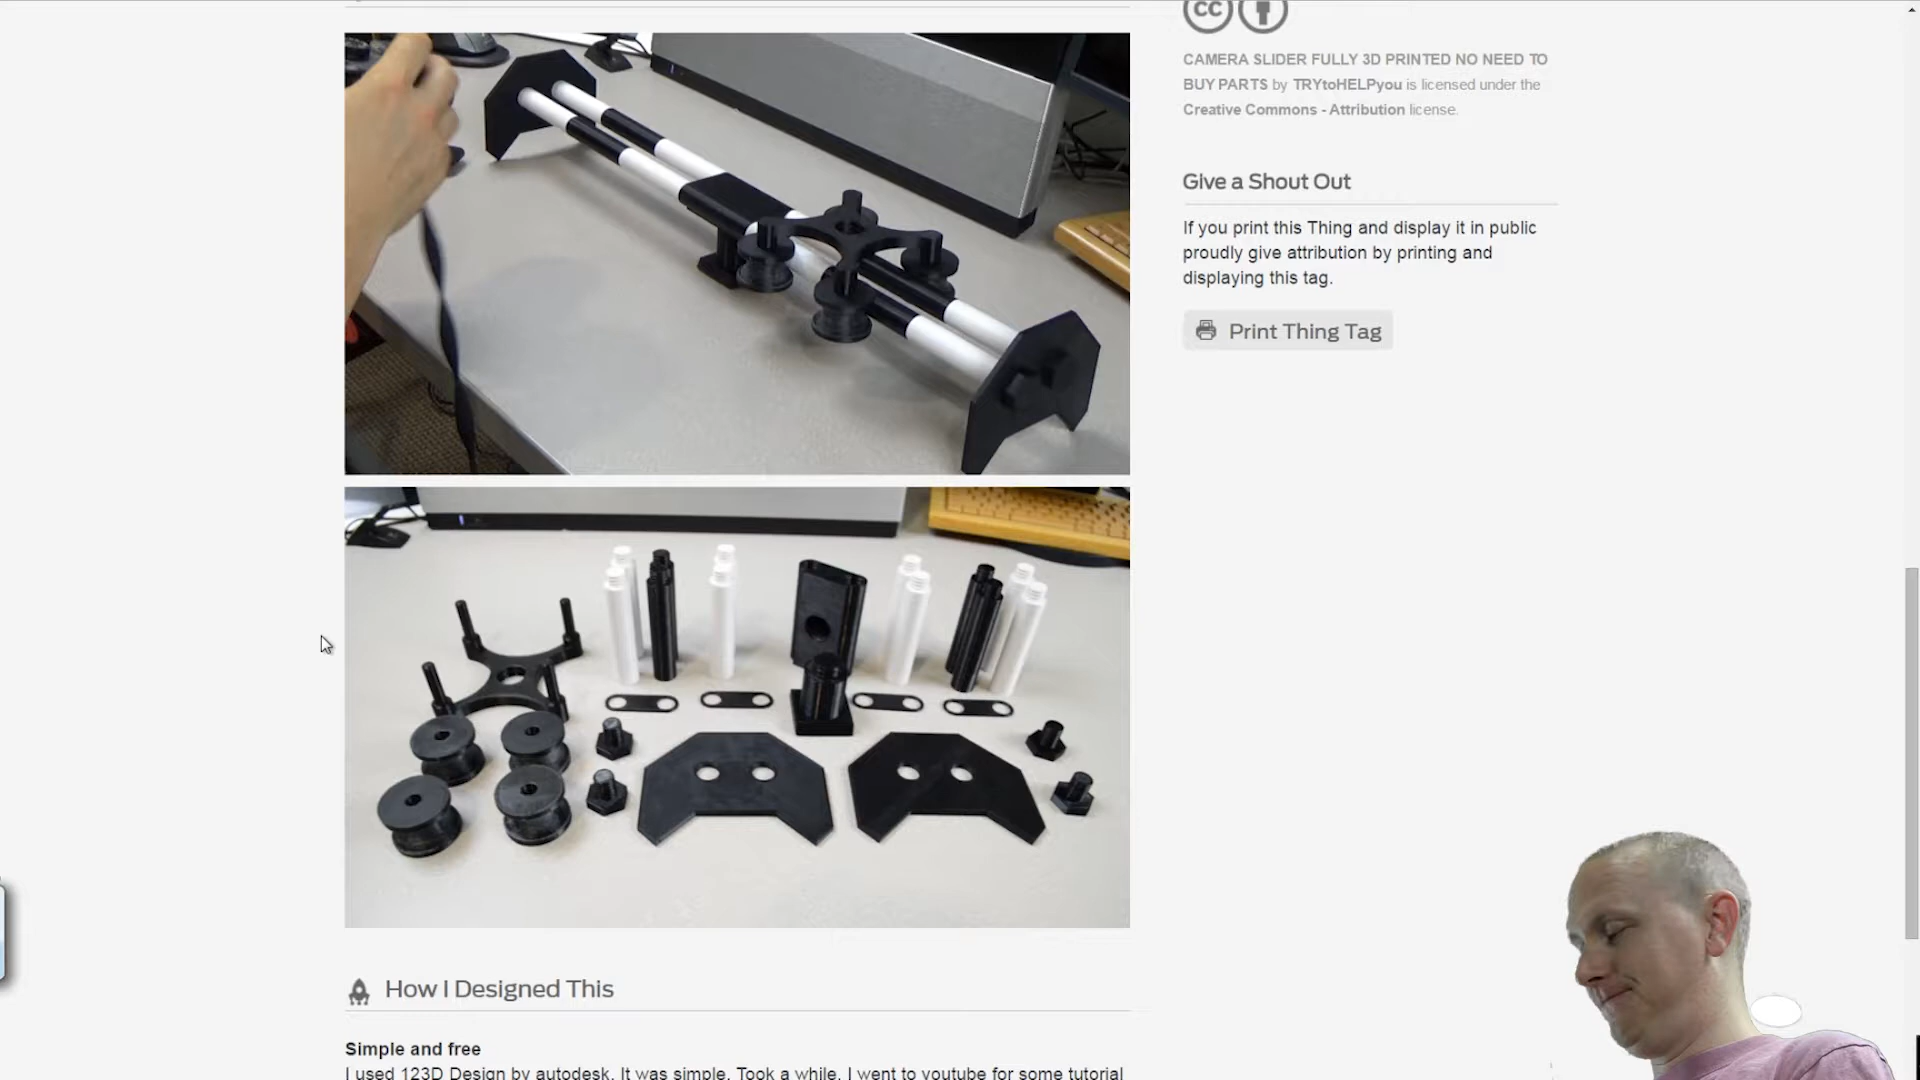 CC
CAMERA SLIDER FULLY 3D PRINTED NO NEED TO
BUY PARTS by TRYtoHELPyou is licensed under the
Creative Commons - Attribution license.
Give a Shout Out
If you print this Thing and display it in public
proudly give attribution by printing and
displaying this tag.
Print Thing Tag
How I Designed This
Simple and free
I used 123D Design by autodesk. It was simple. Took a while. I went to youtube for some tutorial